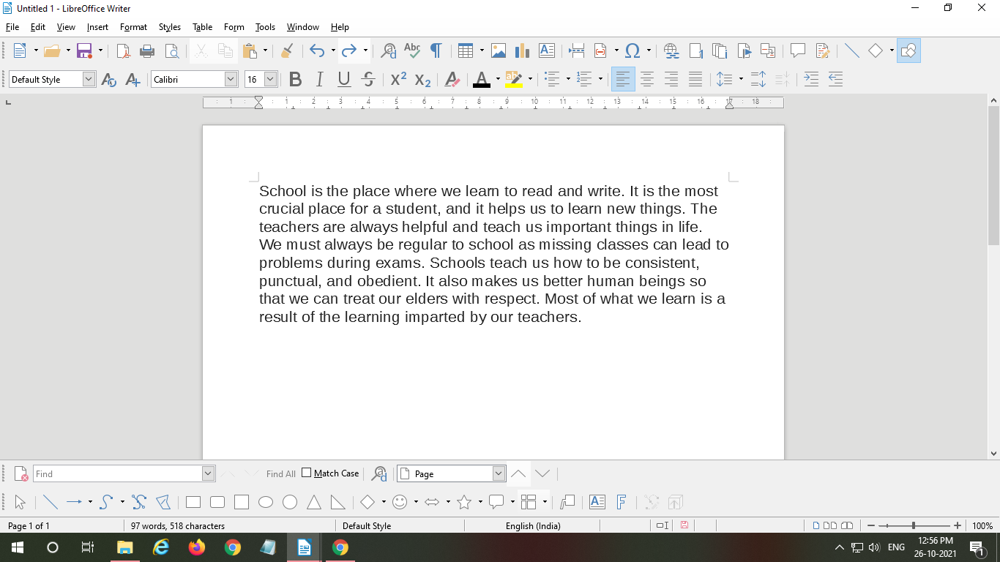 Untitled 1 - LibreOffice Writer
File Edit View Insert Format Styles Table Form Tools Window Help
Abc
Default Style Calibri 16 B I U S X² X₂ A A ab
1 1 2 3 4 5 6 7 8 9 10 11 12 13 14 15 16 17 18
School is the place where we learn to read and write. It is the most
crucial place for a student, and it helps us to learn new things. The
teachers are always helpful and teach us important things in life.
We must always be regular to school as missing classes can lead to
problems during exams. Schools teach us how to be consistent,
punctual, and obedient. It also makes us better human beings so
that we can treat our elders with respect. Most of what we learn is a
result of the learning imparted by our teachers.
Find Find All Match Case Page
Page 1 of 1 97 words, 518 characters Default Style English (India) 100%
12:56 PM
ENG
26-10-2021
1